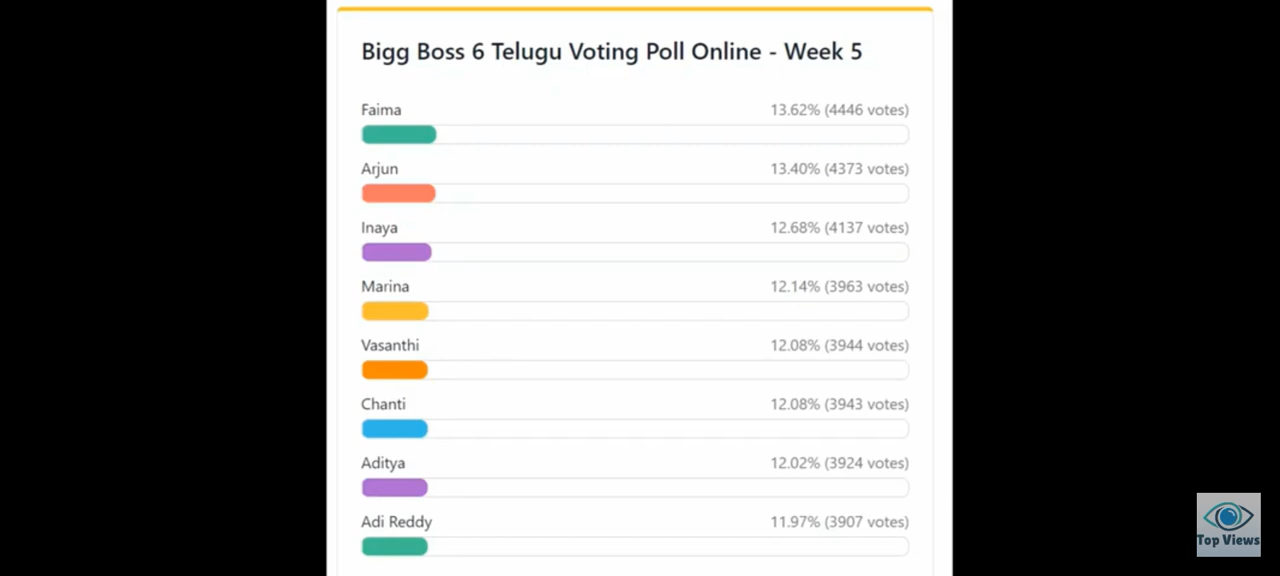 Bigg Boss 6 Telugu Voting Poll Online - Week 5
Faima 13.62% (4446 votes)
Arjun 13.40% (4373 votes)
Inaya 12.68% (4137 votes)
Marina 12.14% (3963 votes)
Vasanthi 12.08% (3944 votes)
Chanti 12.08% (3943 votes)
Aditya 12.02% (3924 votes)
Adi Reddy 11.97% (3907 votes)
Top Views